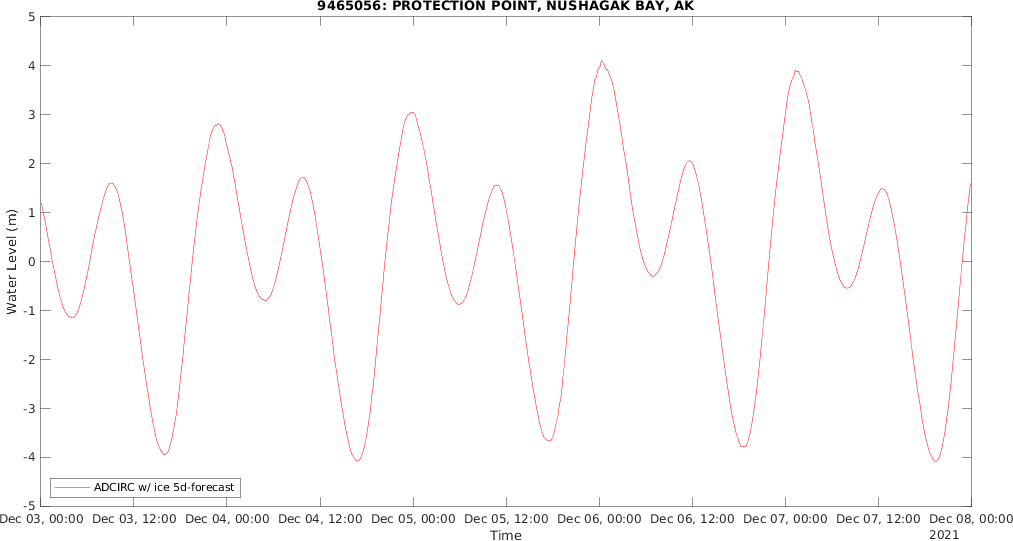 9465056: PROTECTION POINT, NUSHAGAK BAY, AK
5
4
3
2
1
0
-1
-2
-3
-4
-5
Water Level (m)
ADCIRC w/ ice 5d-forecast
Dec 03, 00:00 Dec 03, 12:00 Dec 04, 00:00 Dec 04, 12:00 Dec 05, 00:00 Dec 05, 12:00 Dec 06, 00:00 Dec 06, 12:00 Dec 07, 00:00 Dec 07, 12:00 Dec 08, 00:00
Time
2021